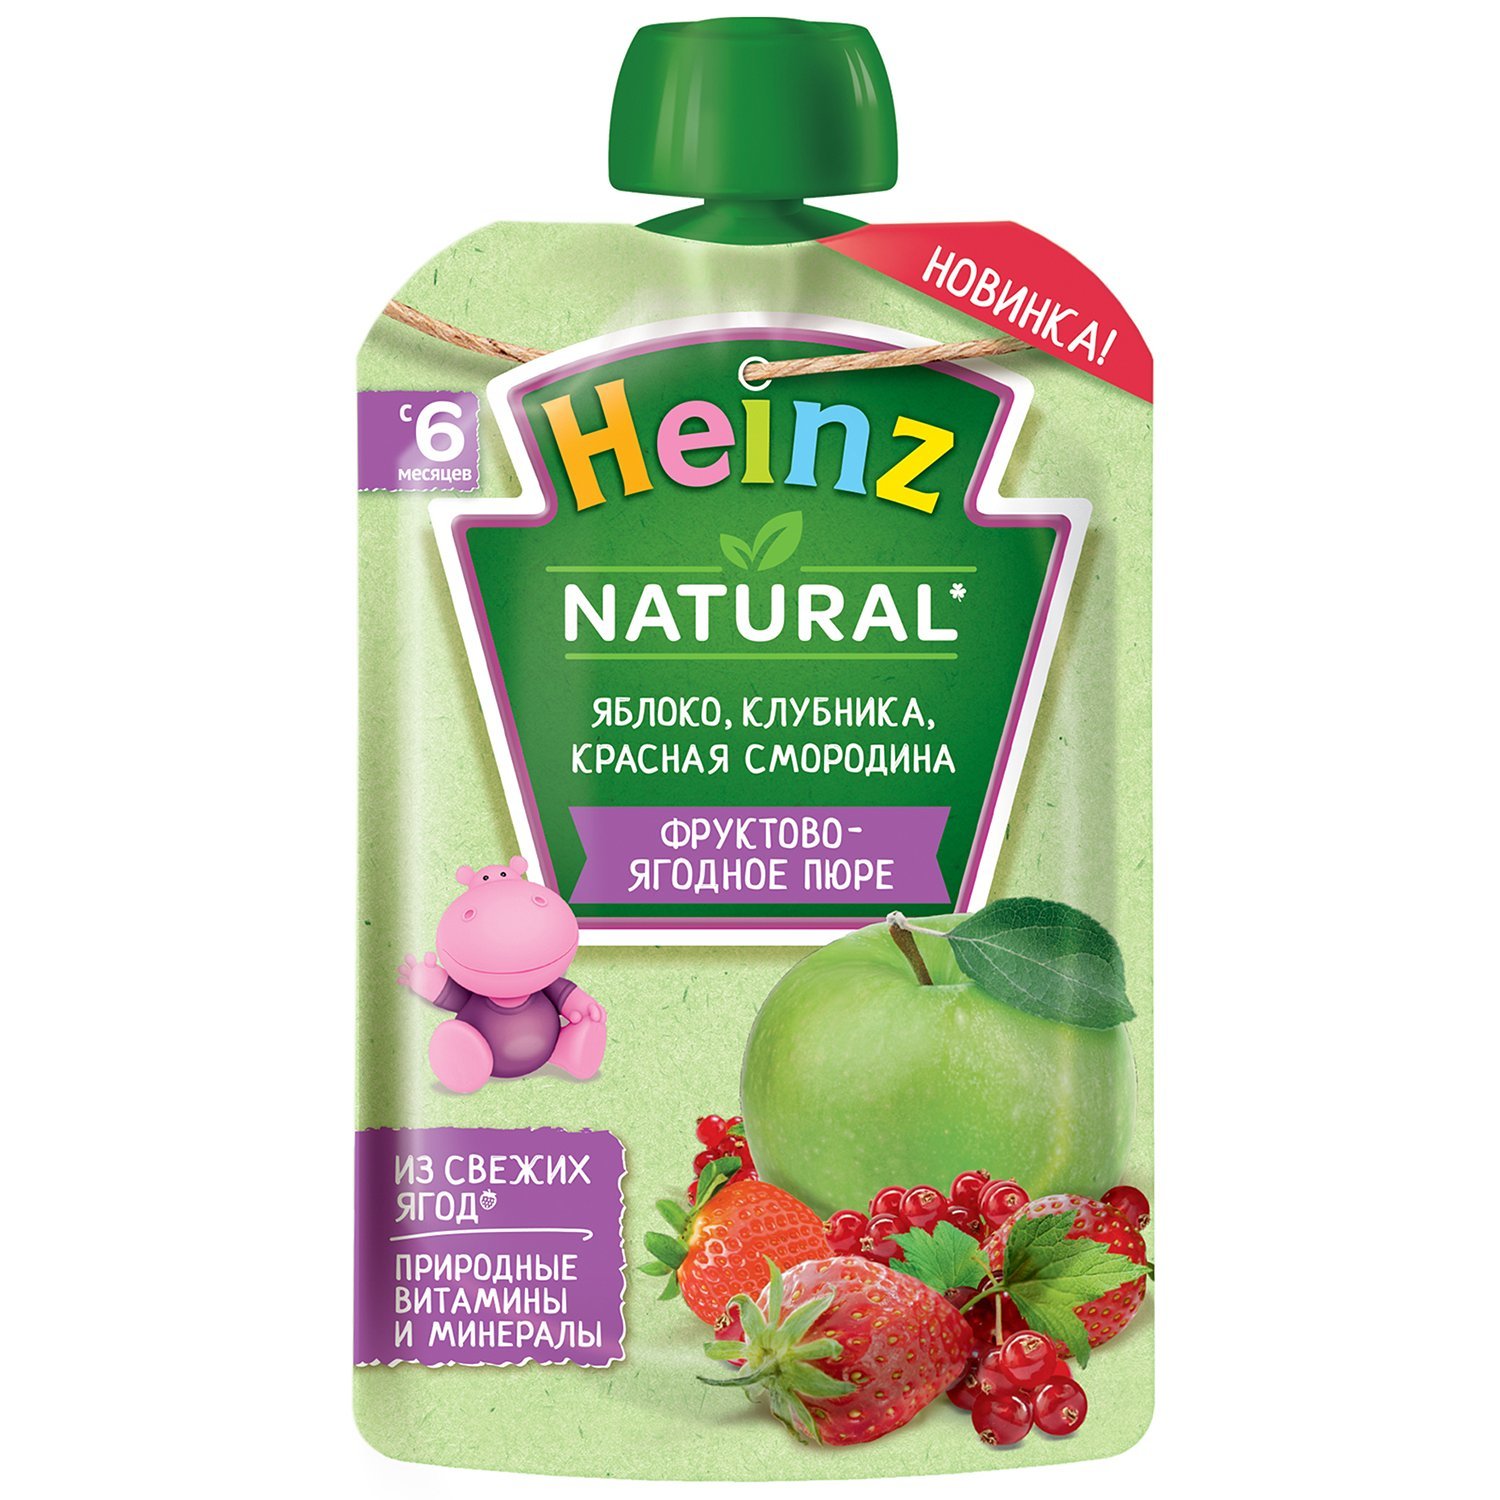 НОВИНКА!
с 6
месяцев
Heinz
NATURAL
ЯБЛОКО, КЛУБНИКА,
КРАСНАЯ СМОРОДИНА
ФРУКТОВО-
ЯГОДНОЕ ПЮРЕ
ИЗ СВЕЖИХ
ЯГОД
ПРИРОДНЫЕ
ВИТАМИНЫ
И МИНЕРАЛЫ